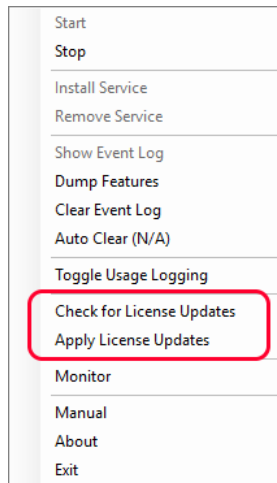 Start
Stop
Install Service
Remove Service
Show Event Log
Dump Features
Clear Event Log
Auto Clear (N/A)
Toggle Usage Logging
Check for License Updates
Apply License Updates
Monitor
Manual
About
Exit